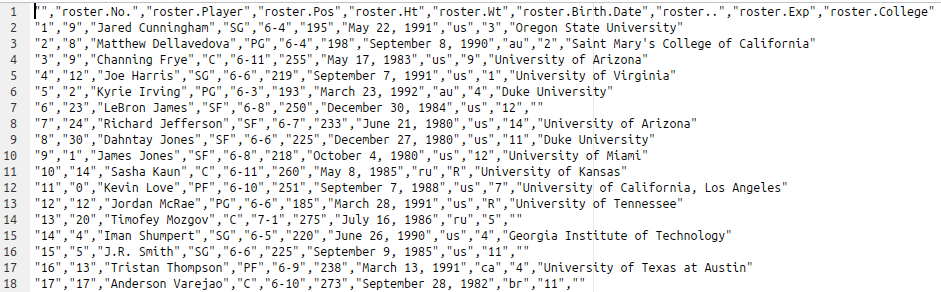 1 "","roster.No.","roster.Player","roster.Pos","roster.Ht","roster.Wt","roster.Birth.Date","roster..","roster.Exp","roster.College"
2 "1","9","Jared Cunningham","SG","6-4","195","May 22, 1991","us","3","Oregon State University"
3 "2","8","Matthew Dellavedova","PG","6-4","198","September 8, 1990","au","2","Saint Mary's College of California"
4 "3","9","Channing Frye","C","6-11","255","May 17, 1983","us","9","University of Arizona"
5 "4","12","Joe Harris","SG","6-6","219","September 7, 1991","us","1","University of Virginia"
6 "5","2","Kyrie Irving","PG","6-3","193","March 23, 1992","au","4","Duke University"
7 "6","23","LeBron James","SF","6-8","250","December 30, 1984","us","12",""
8 "7","24","Richard Jefferson","SF","6-7","233","June 21, 1980","us","14","University of Arizona"
9 "8","30","Dahntay Jones","SF","6-6","225","December 27, 1980","us","11","Duke University"
10 "9","1","James Jones","SF","6-8","218","October 4, 1980","us","12","University of Miami"
11 "10","14","Sasha Kaun","C","6-11","260","May 8, 1985","ru","R","University of Kansas"
12 "11","0","Kevin Love","PF","6-10","251","September 7, 1988","us","7","University of California, Los Angeles"
13 "12","12","Jordan McRae","PG","6-6","185","March 28, 1991","us","R","University of Tennessee"
14 "13","20","Timofey Mozgov","C","7-1","275","July 16, 1986","ru","5",""
15 "14","4","Iman Shumpert","SG","6-5","220","June 26, 1990","us","4","Georgia Institute of Technology"
16 "15","5","J.R. Smith","SG","6-6","225","September 9, 1985","us","11",""
17 "16","13","Tristan Thompson","PF","6-9","238","March 13, 1991","ca","4","University of Texas at Austin"
18 "17","17","Anderson Varejao","C","6-10","273","September 28, 1982","br","11",""